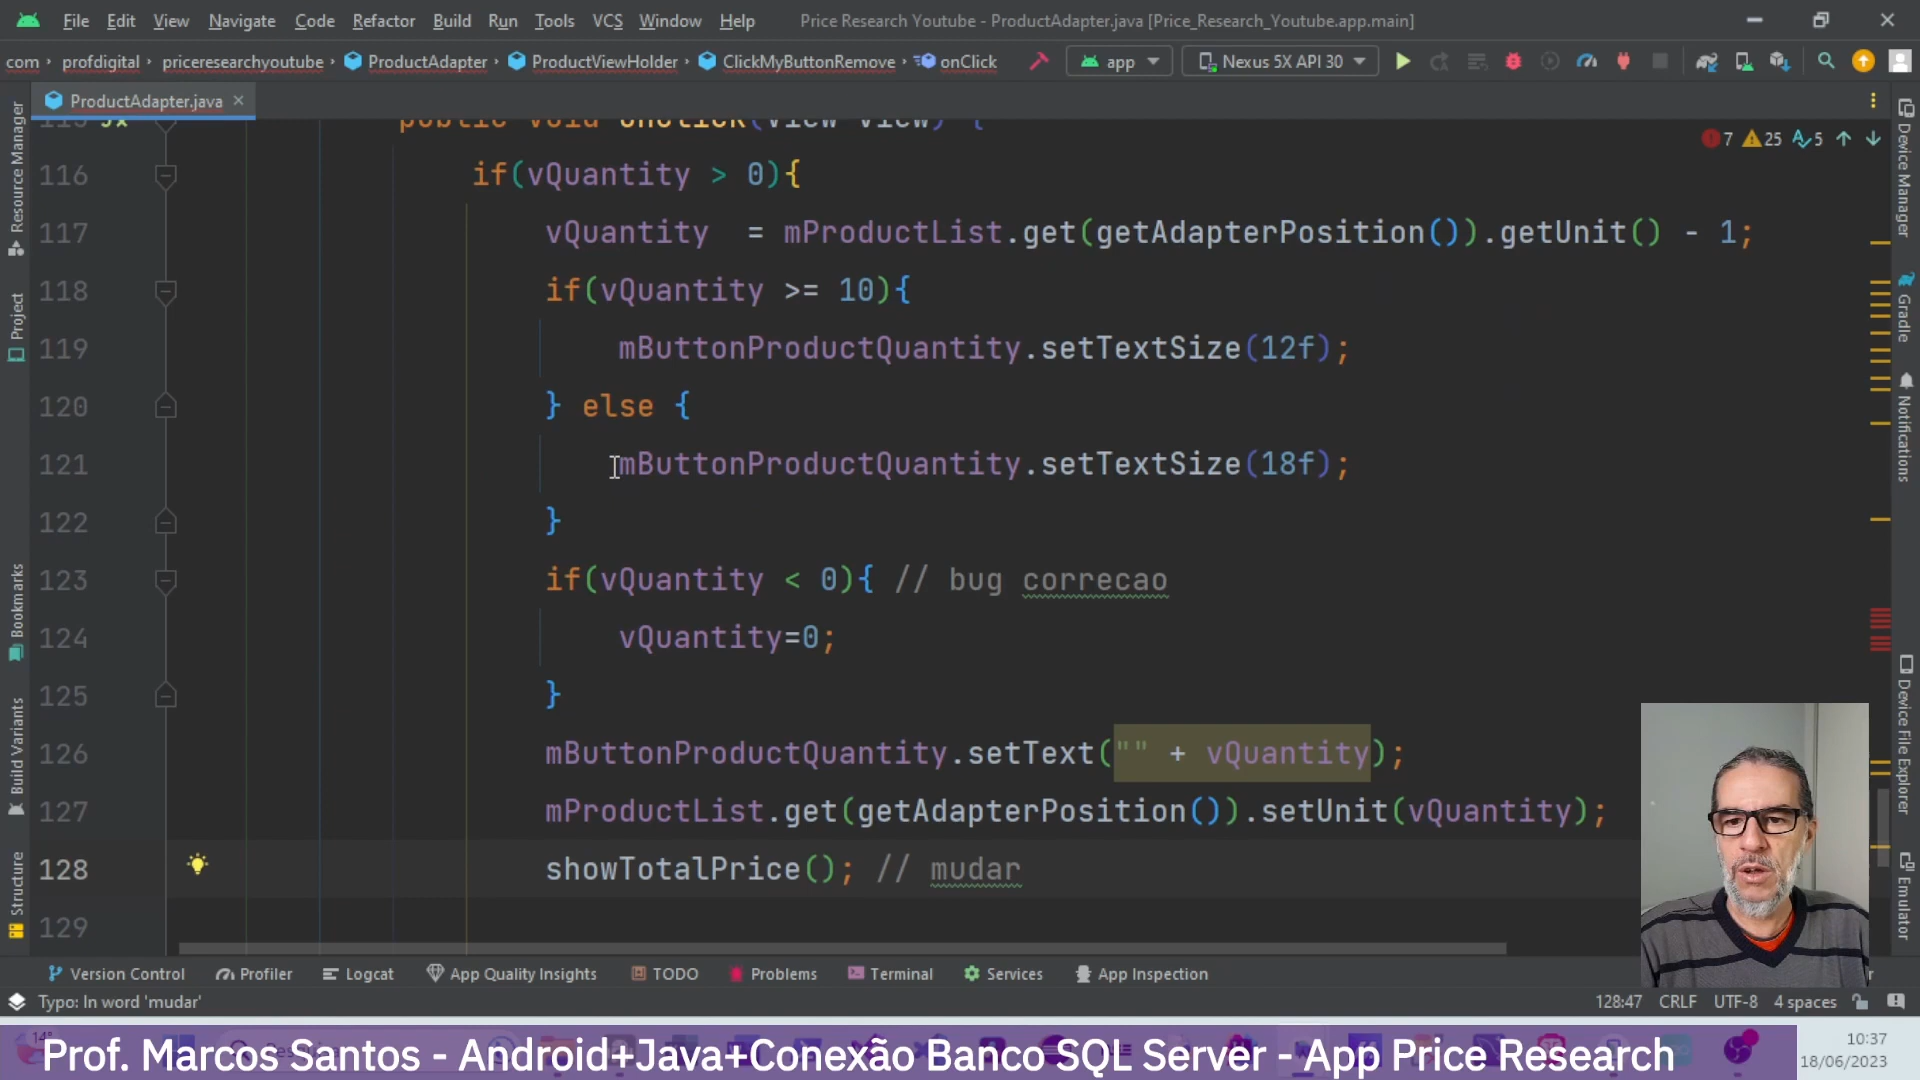 File Edit View Navigate Code Refactor Build Run Tools VCS Window Help Price Research Youtube - ProductAdapter.java [Price_Research_Youtube.app.main]
com profdigital priceresearchyoutube ProductAdapter ProductViewHolder ClickMyButtonRemove onClick app Nexus 5X API 30
ProductAdapter.java
7 25 5
public void onClick(View view) {
116 if(vQuantity > 0){
117 vQuantity = mProductList.get(getAdapterPosition()).getUnit() - 1;
118 if(vQuantity >= 10){
119 mButtonProductQuantity.setTextSize(12f);
120 } else {
121 mButtonProductQuantity.setTextSize(18f);
122 }
123 if(vQuantity < 0){ // bug correcao
124 vQuantity=0;
125 }
126 mButtonProductQuantity.setText("" + vQuantity);
127 mProductList.get(getAdapterPosition()).setUnit(vQuantity);
128 showTotalPrice(); // mudar
129
Resource Manager
Project
Bookmarks
Build Variants
Structure
Device Manager
Gradle
Notifications
Device File Explorer
Emulator
Version Control Profiler Logcat App Quality Insights TODO Problems Terminal Services App Inspection
Typo: In word 'mudar' 128:47 CRLF UTF-8 4 spaces
Prof. Marcos Santos - Android+Java+Conexão Banco SQL Server - App Price Research
10:37
18/06/2023